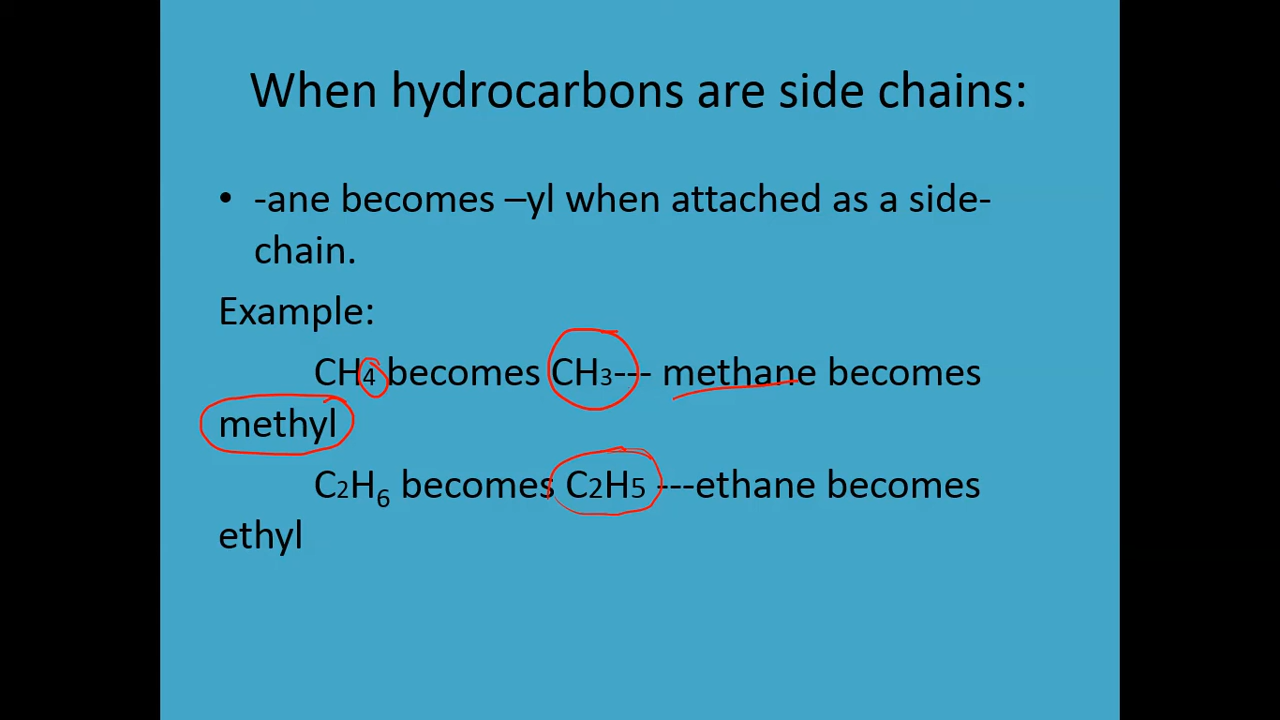 When hydrocarbons are side chains:
• -ane becomes –yl when attached as a side-
chain.
Example:
CH4 becomes CH3--- methane becomes
methyl
C2H6 becomes C2H5 ---ethane becomes
ethyl